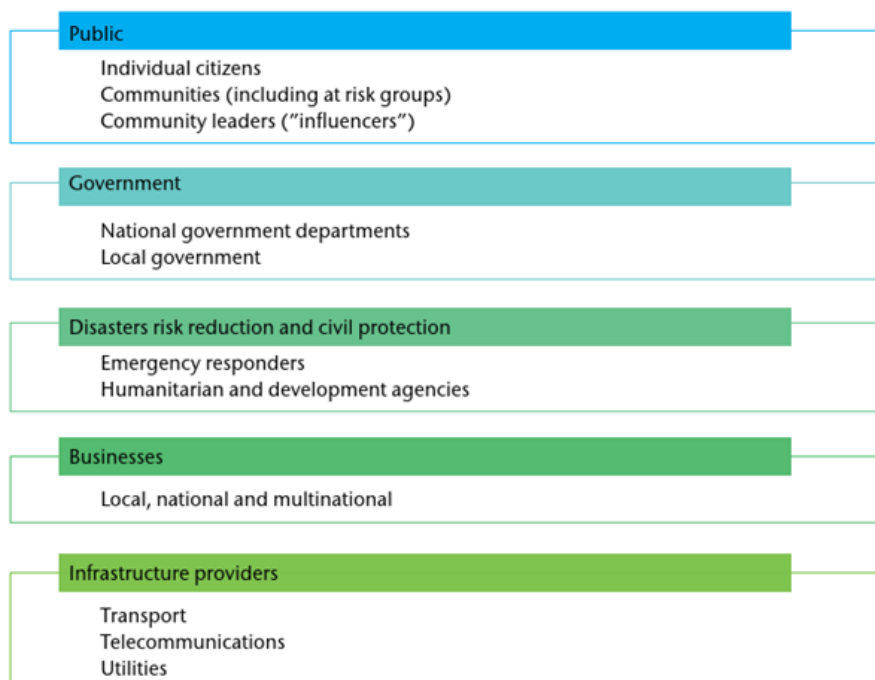 Public
Individual citizens
Communities (including at risk groups)
Community leaders (”influencers”)
Government
National government departments
Local government
Disasters risk reduction and civil protection
Emergency responders
Humanitarian and development agencies
Businesses
Local, national and multinational
Infrastructure providers
Transport
Telecommunications
Utilities